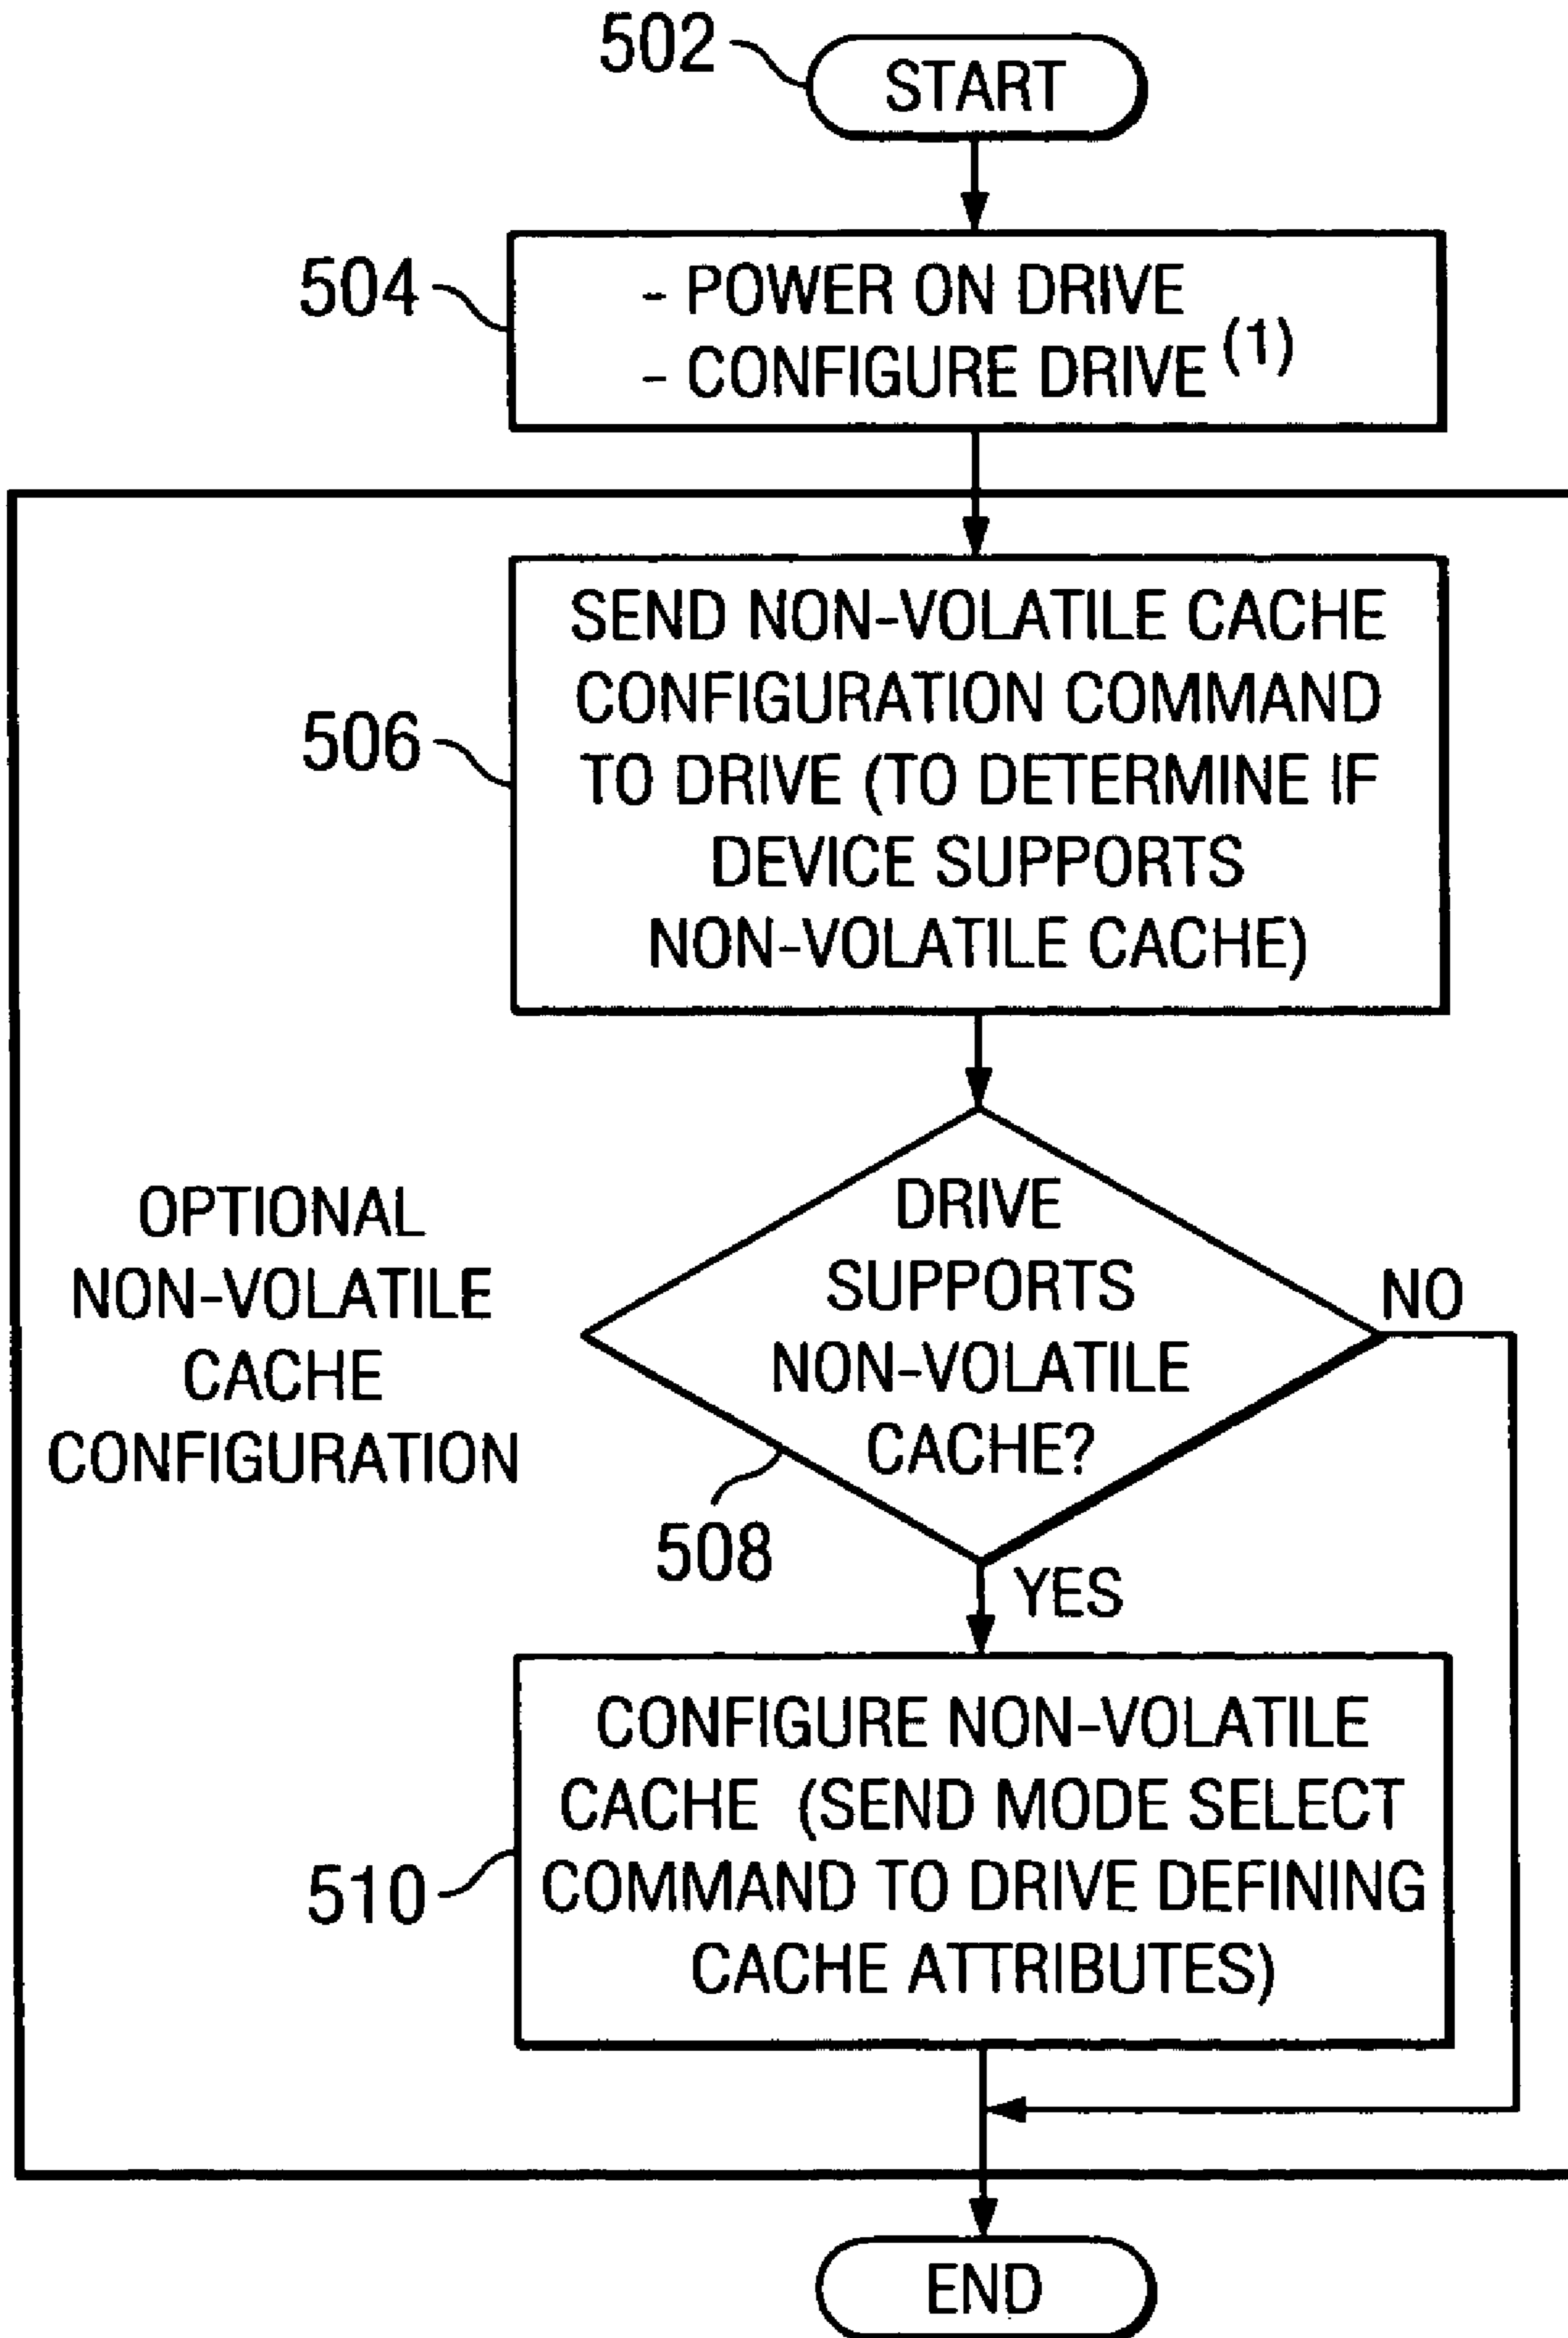 502
START
504
- POWER ON DRIVE
- CONFIGURE DRIVE (1)
506
SEND NON-VOLATILE CACHE
CONFIGURATION COMMAND
TO DRIVE (TO DETERMINE IF
DEVICE SUPPORTS
NON-VOLATILE CACHE)
OPTIONAL
NON-VOLATILE
CACHE
CONFIGURATION
DRIVE
SUPPORTS
NON-VOLATILE
CACHE?
NO
508
YES
510
CONFIGURE NON-VOLATILE
CACHE (SEND MODE SELECT
COMMAND TO DRIVE DEFINING
CACHE ATTRIBUTES)
END